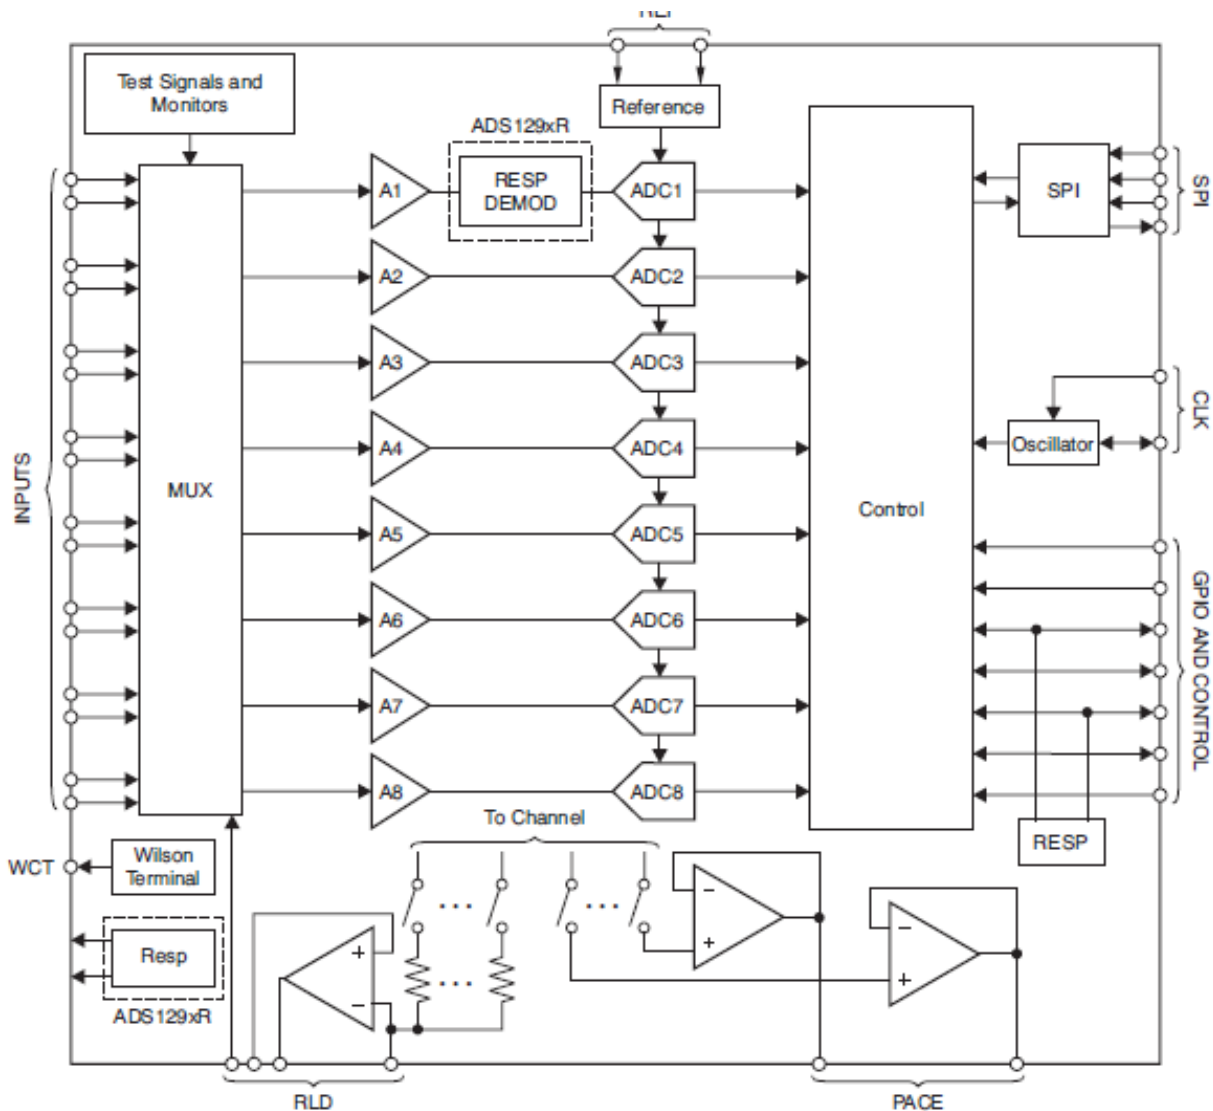 Test Signals and
Monitors
Reference
ADS129xR
RESP
DEMOD
A1
ADC1
SPI
SPI
A2
ADC2
A3
ADC3
CLK
Oscillator
A4
ADC4
INPUTS
MUX
Control
A5
ADC5
A6
ADC6
GPIO AND CONTROL
A7
ADC7
A8
ADC8
To Channel
RESP
WCT
Wilson
Terminal
Resp
ADS129xR
+
−
−
+
−
+
RLD
PACE